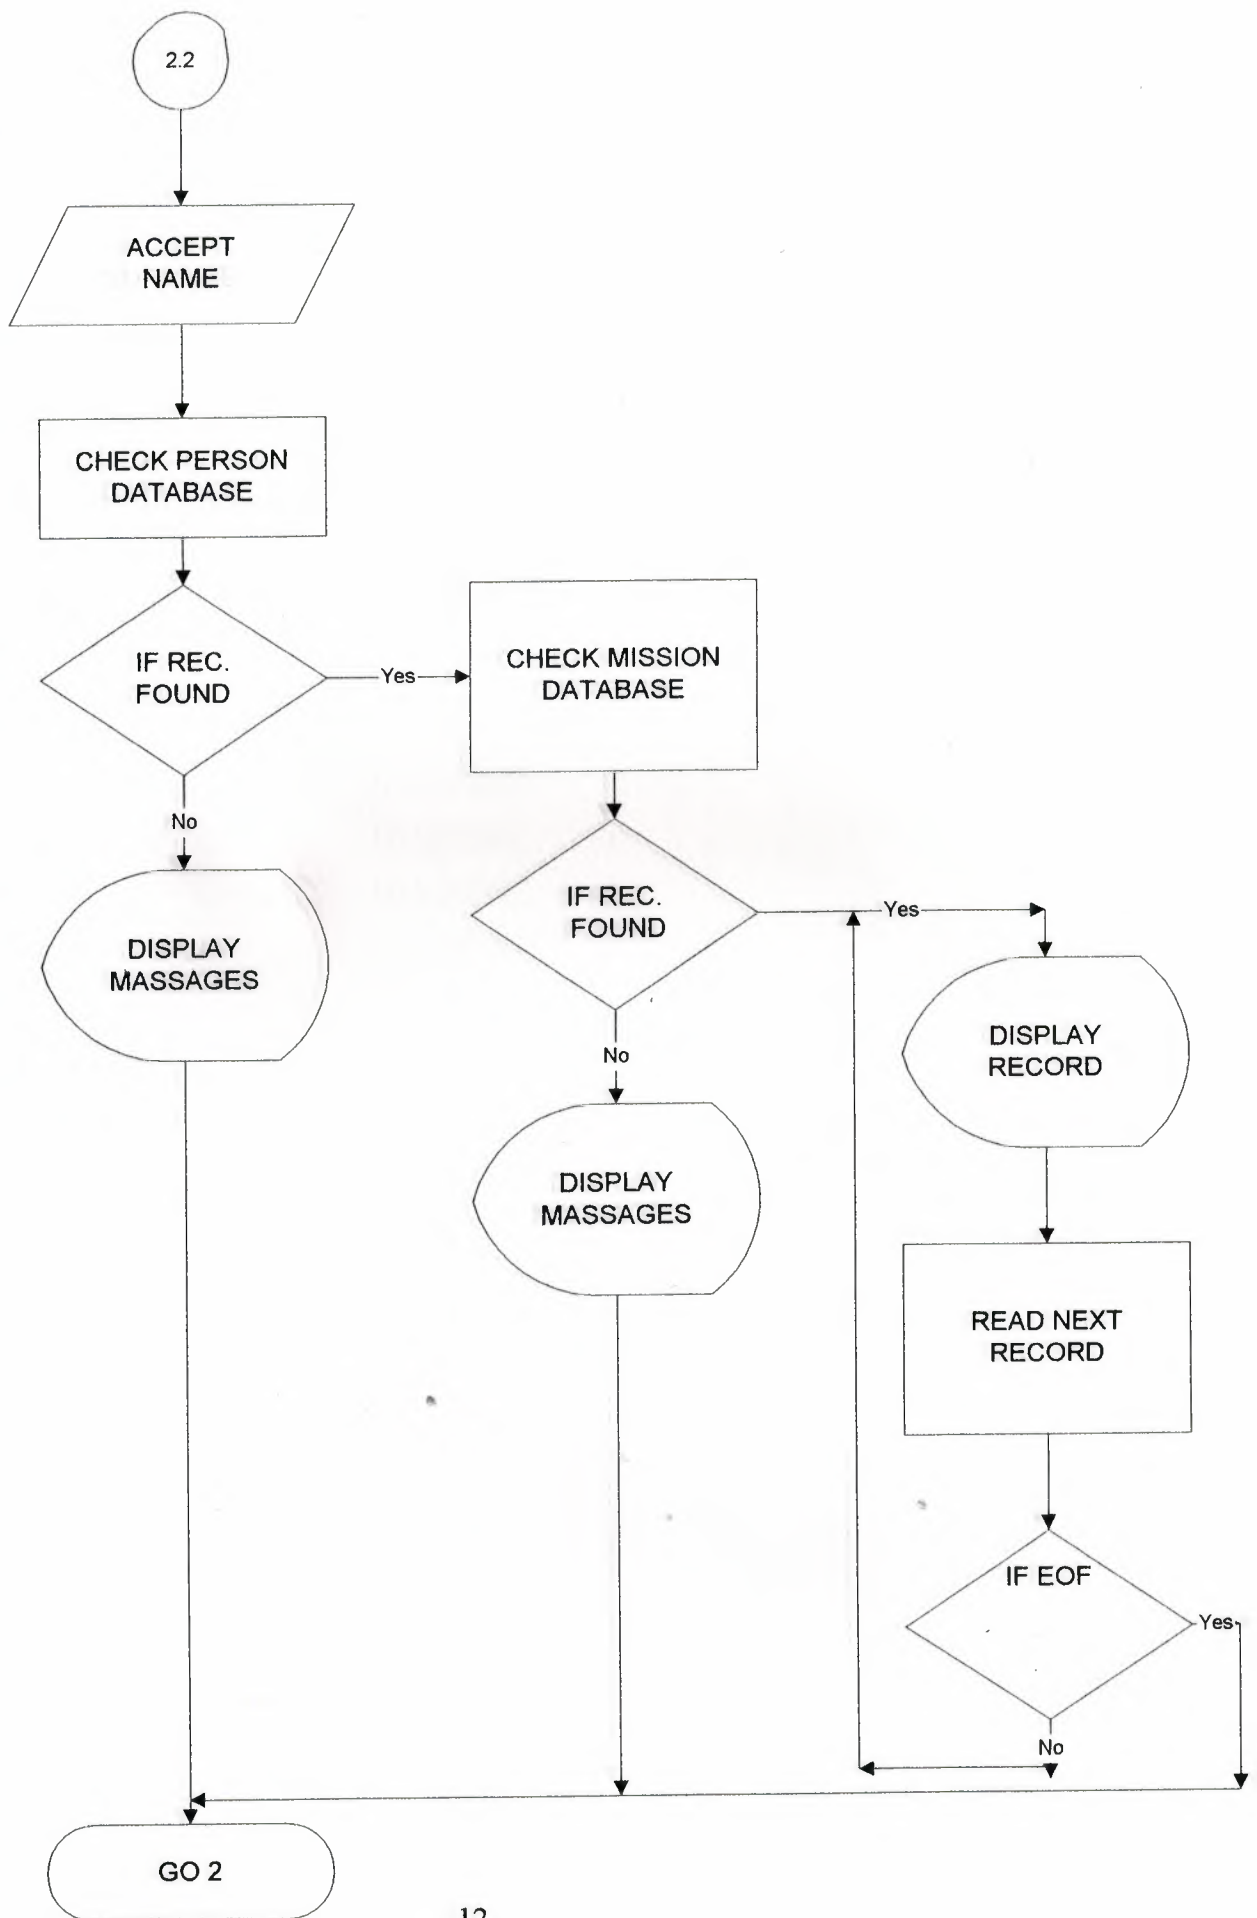 2.2
ACCEPT
NAME
CHECK PERSON
DATABASE
IF REC.
FOUND
Yes
CHECK MISSION
DATABASE
No
DISPLAY
MASSAGES
IF REC.
FOUND
Yes
No
DISPLAY
MASSAGES
DISPLAY
RECORD
READ NEXT
RECORD
IF EOF
Yes
No
GO 2
12